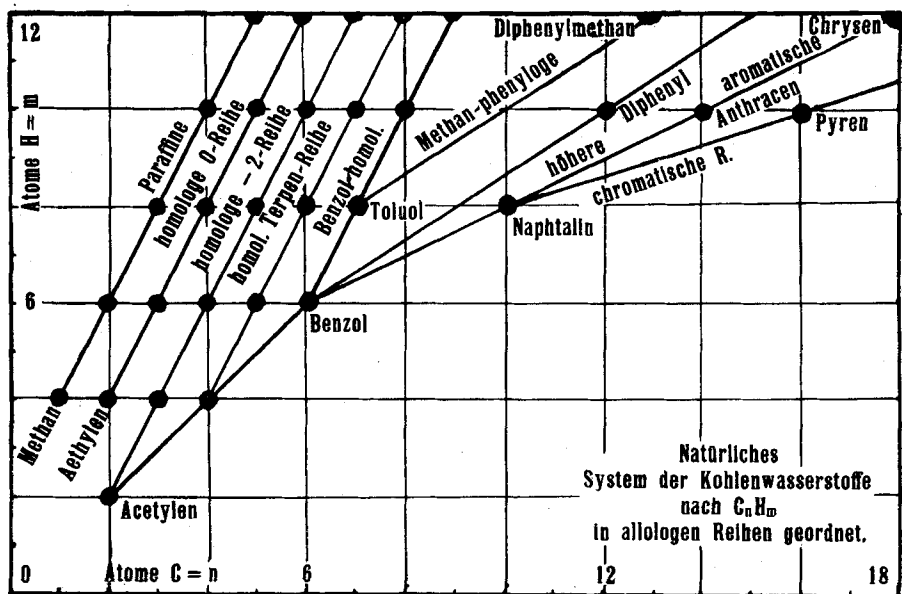 12
Diphenylmethan
Chrysen
Atome H = m
Paraffine
homologe 0-Reihe
homologe - 2-Reihe
homol. Terpen-Reihe
Benzol-homol.
Methan-phenyloge
höhere
aromatische
Diphenyl
Anthracen
Pyren
chromatische R.
Toluol
Naphtalin
6
Benzol
Methan
Aethylen
Acetylen
Natürliches
System der Kohlenwasserstoffe
nach CₙHₘ
in allologen Reihen geordnet.
0
Atome C = n
6
12
18